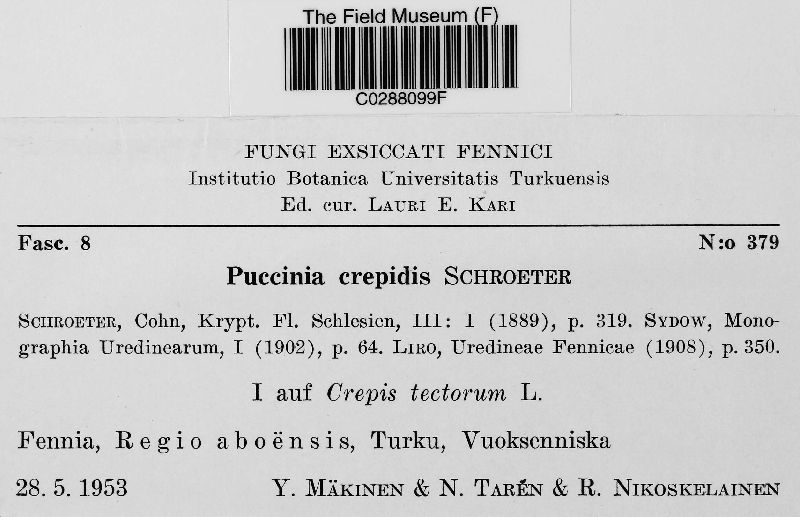 The Field Museum (F)
C0288099F
FUNGI EXSICCATI FENNICI
Institutio Botanica Universitatis Turkuensis
Ed. cur. LAURI E. KARI
Fasc. 8 N:o 379
Puccinia crepidis SCHROETER
SCHROETER, Cohn, Krypt. Fl. Schlesien, III: 1 (1889), p. 319. SYDOW, Mono-
graphia Uredinearum, I (1902), p. 64. LIRO, Uredineae Fennicae (1908), p. 350.
I auf Crepis tectorum L.
Fennia, Regio aboënsis, Turku, Vuoksenniska
28. 5. 1953 Y. MÄKINEN & N. TARÉN & R. NIKOSKELAINEN